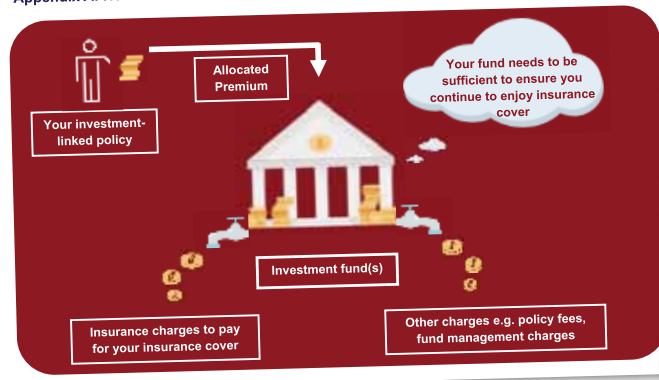 Allocated
Premium
Your fund needs to be
sufficient to ensure you
continue to enjoy insurance
cover
Your investment-
linked policy
Investment fund(s)
Insurance charges to pay
for your insurance cover
Other charges e.g. policy fees,
fund management charges